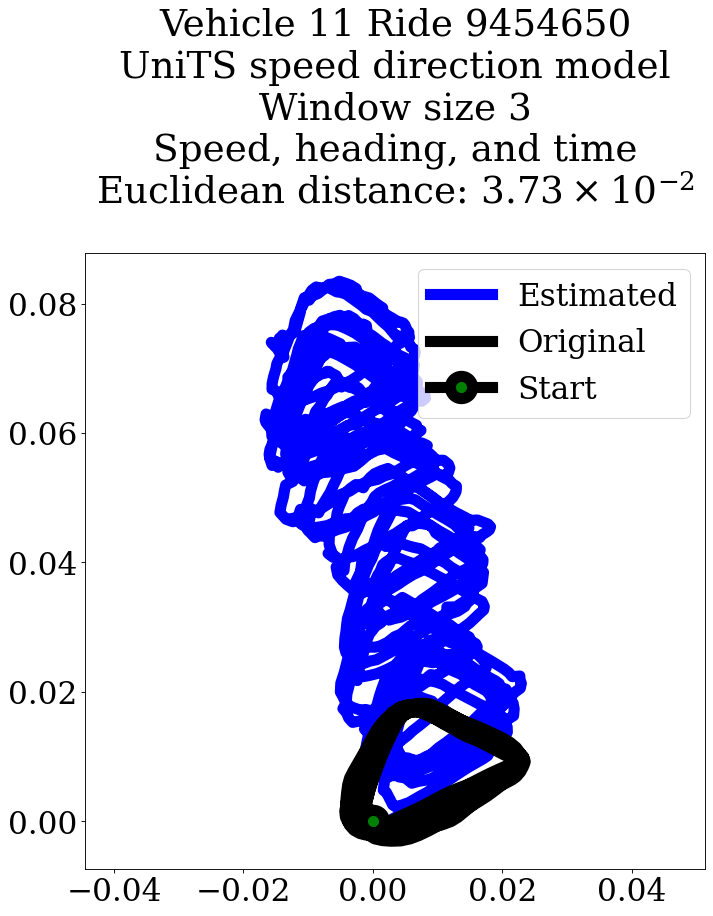 Vehicle 11 Ride 9454650
UniTS speed direction model
Window size 3
Speed, heading, and time
Euclidean distance: 3.73 × 10⁻²
Estimated
Original
Start
0.08
0.06
0.04
0.02
0.00
−0.04 −0.02 0.00 0.02 0.04